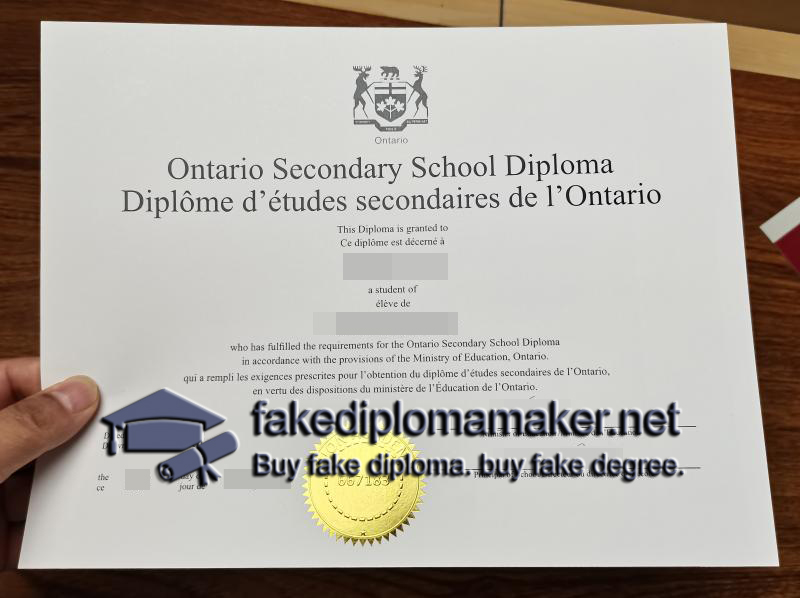 Ontario
Ontario Secondary School Diploma
Diplôme d'études secondaires de l'Ontario
This Diploma is granted to
Ce diplôme est décerné à
a student of
élève de
who has fulfilled the requirements for the Ontario Secondary School Diploma
in accordance with the provisions of the Ministry of Education, Ontario.
qui a rempli les exigences prescrites pour l'obtention du diplôme d'études secondaires de l'Ontario,
en vertu des dispositions du ministère de l'Éducation de l'Ontario.
fakediplomamaker.net
Buy fake diploma. buy fake degree.
667183
the
ce
jour de